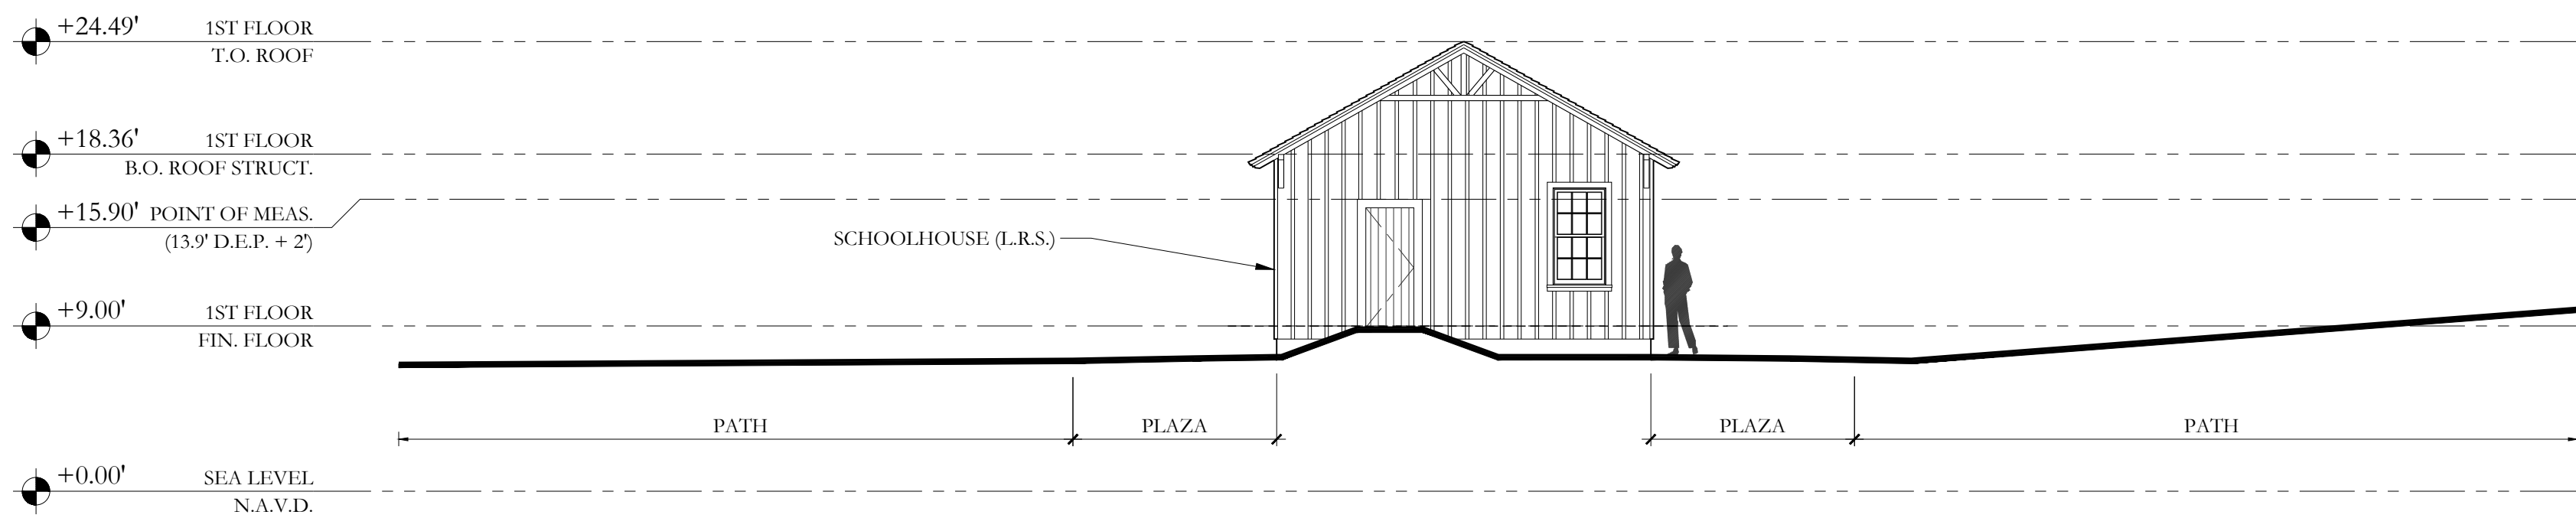 +24.49' 1ST FLOOR
T.O. ROOF
+18.36' 1ST FLOOR
B.O. ROOF STRUCT.
+15.90' POINT OF MEAS.
(13.9' D.E.P. + 2')
SCHOOLHOUSE (L.R.S.)
+9.00' 1ST FLOOR
FIN. FLOOR
PATH PLAZA PLAZA PATH
+0.00' SEA LEVEL
N.A.V.D.